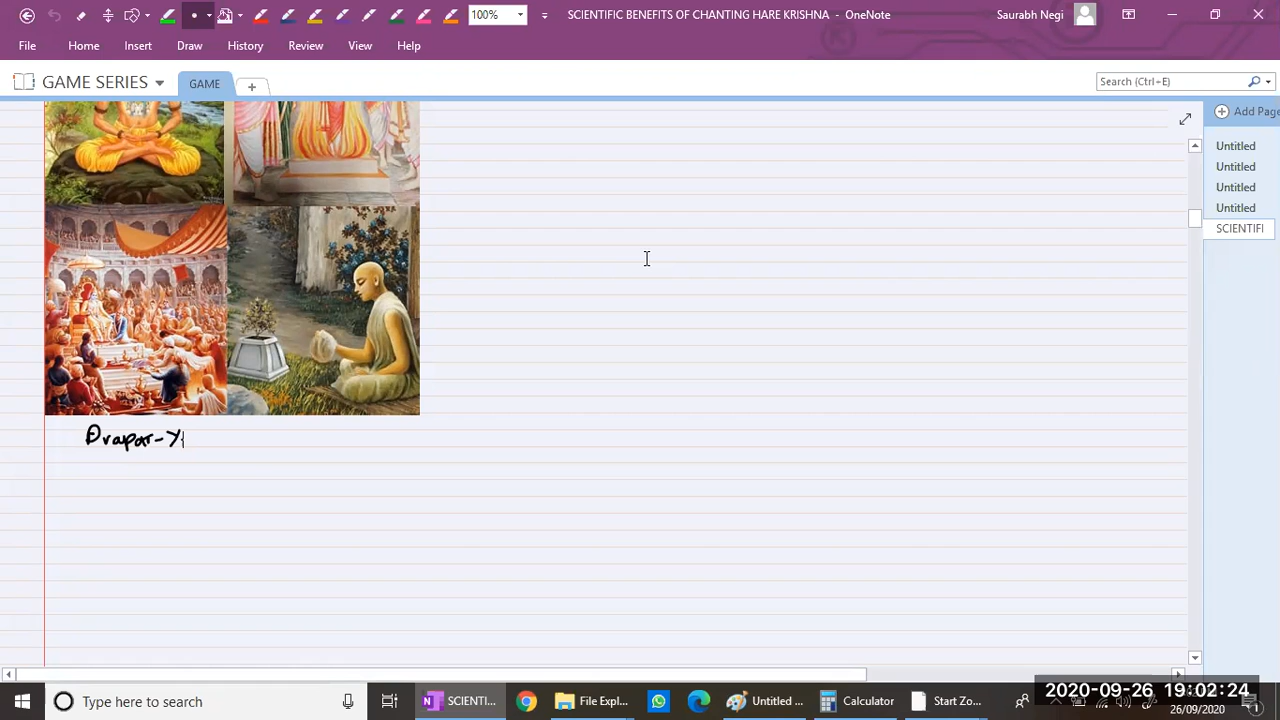 100%
SCIENTIFIC BENEFITS OF CHANTING HARE KRISHNA - OneNote
Saurabh Negi
File Home Insert Draw History Review View Help
GAME SERIES
GAME
Search (Ctrl+E)
Add Page
Untitled
Untitled
Untitled
Untitled
SCIENTIFI
Dvapar-Y
Type here to search
SCIENTI...
File Expl...
Untitled ...
Calculator
Start Zo...
2020-09-26 19:02:24
26/09/2020